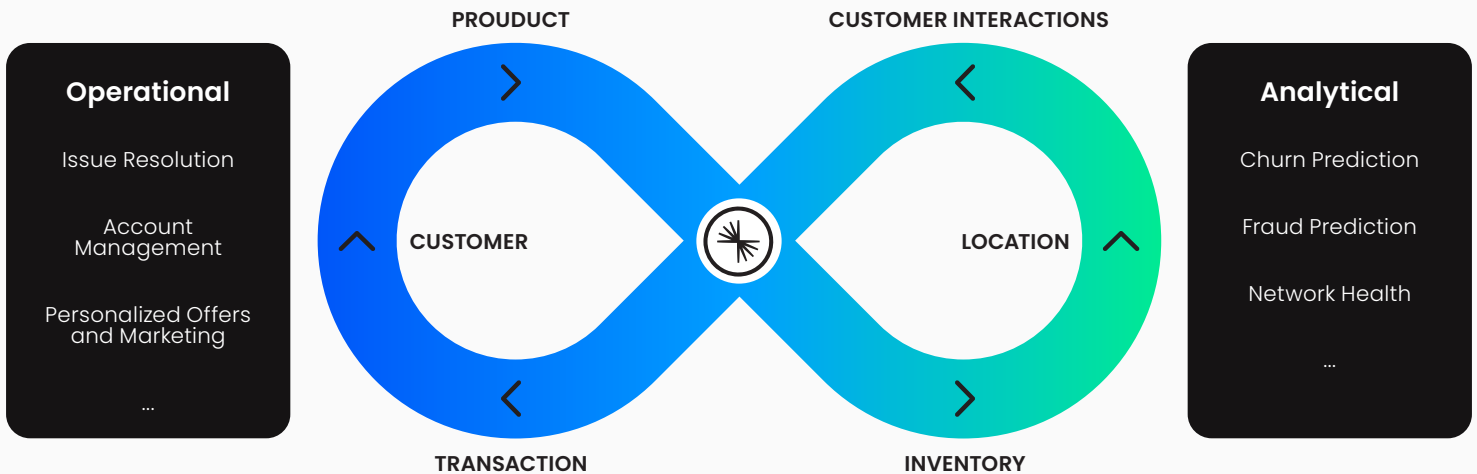 PROUDUCT
CUSTOMER INTERACTIONS
Operational
Issue Resolution
Account
Management
Personalized Offers
and Marketing
...
CUSTOMER
LOCATION
Analytical
Churn Prediction
Fraud Prediction
Network Health
...
TRANSACTION
INVENTORY